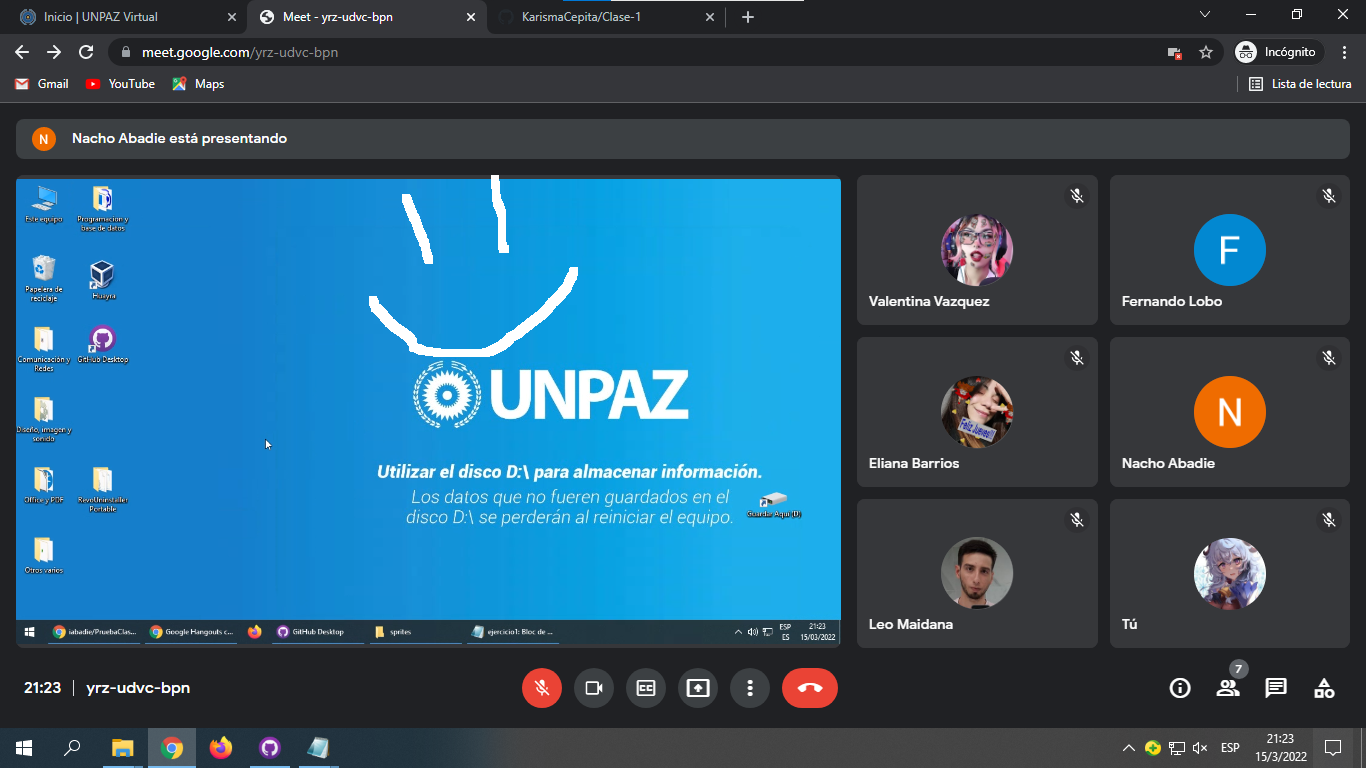 Inicio | UNPAZ Virtual
Meet - yrz-udvc-bpn
KarismaCepita/Clase-1
meet.google.com/yrz-udvc-bpn
Incógnito
Gmail
YouTube
Maps
Lista de lectura
N
Nacho Abadie está presentando
Este equipo
Programacion y
base de datos
Papelera de
reciclaje
Huayra
Comunicacion y
Redes
GitHub Desktop
Diseño, imagen y
sonido
Office y PDF
RevoUninstaller
Portable
Otros varios
UNPAZ
Utilizar el disco D:\ para almacenar información.
Los datos que no fueren guardados en el
disco D:\ se perderán al reiniciar el equipo.
Guardar Aqui (D)
iabadie/PruebaClas...
Google Hangouts c...
GitHub Desktop
sprites
ejercicio1: Bloc de ...
ESP
ES
21:23
15/03/2022
Valentina Vazquez
F
Fernando Lobo
Feliz Jueves!!
Eliana Barrios
N
Nacho Abadie
Leo Maidana
Tú
21:23 | yrz-udvc-bpn
CC
7
ESP
21:23
15/3/2022